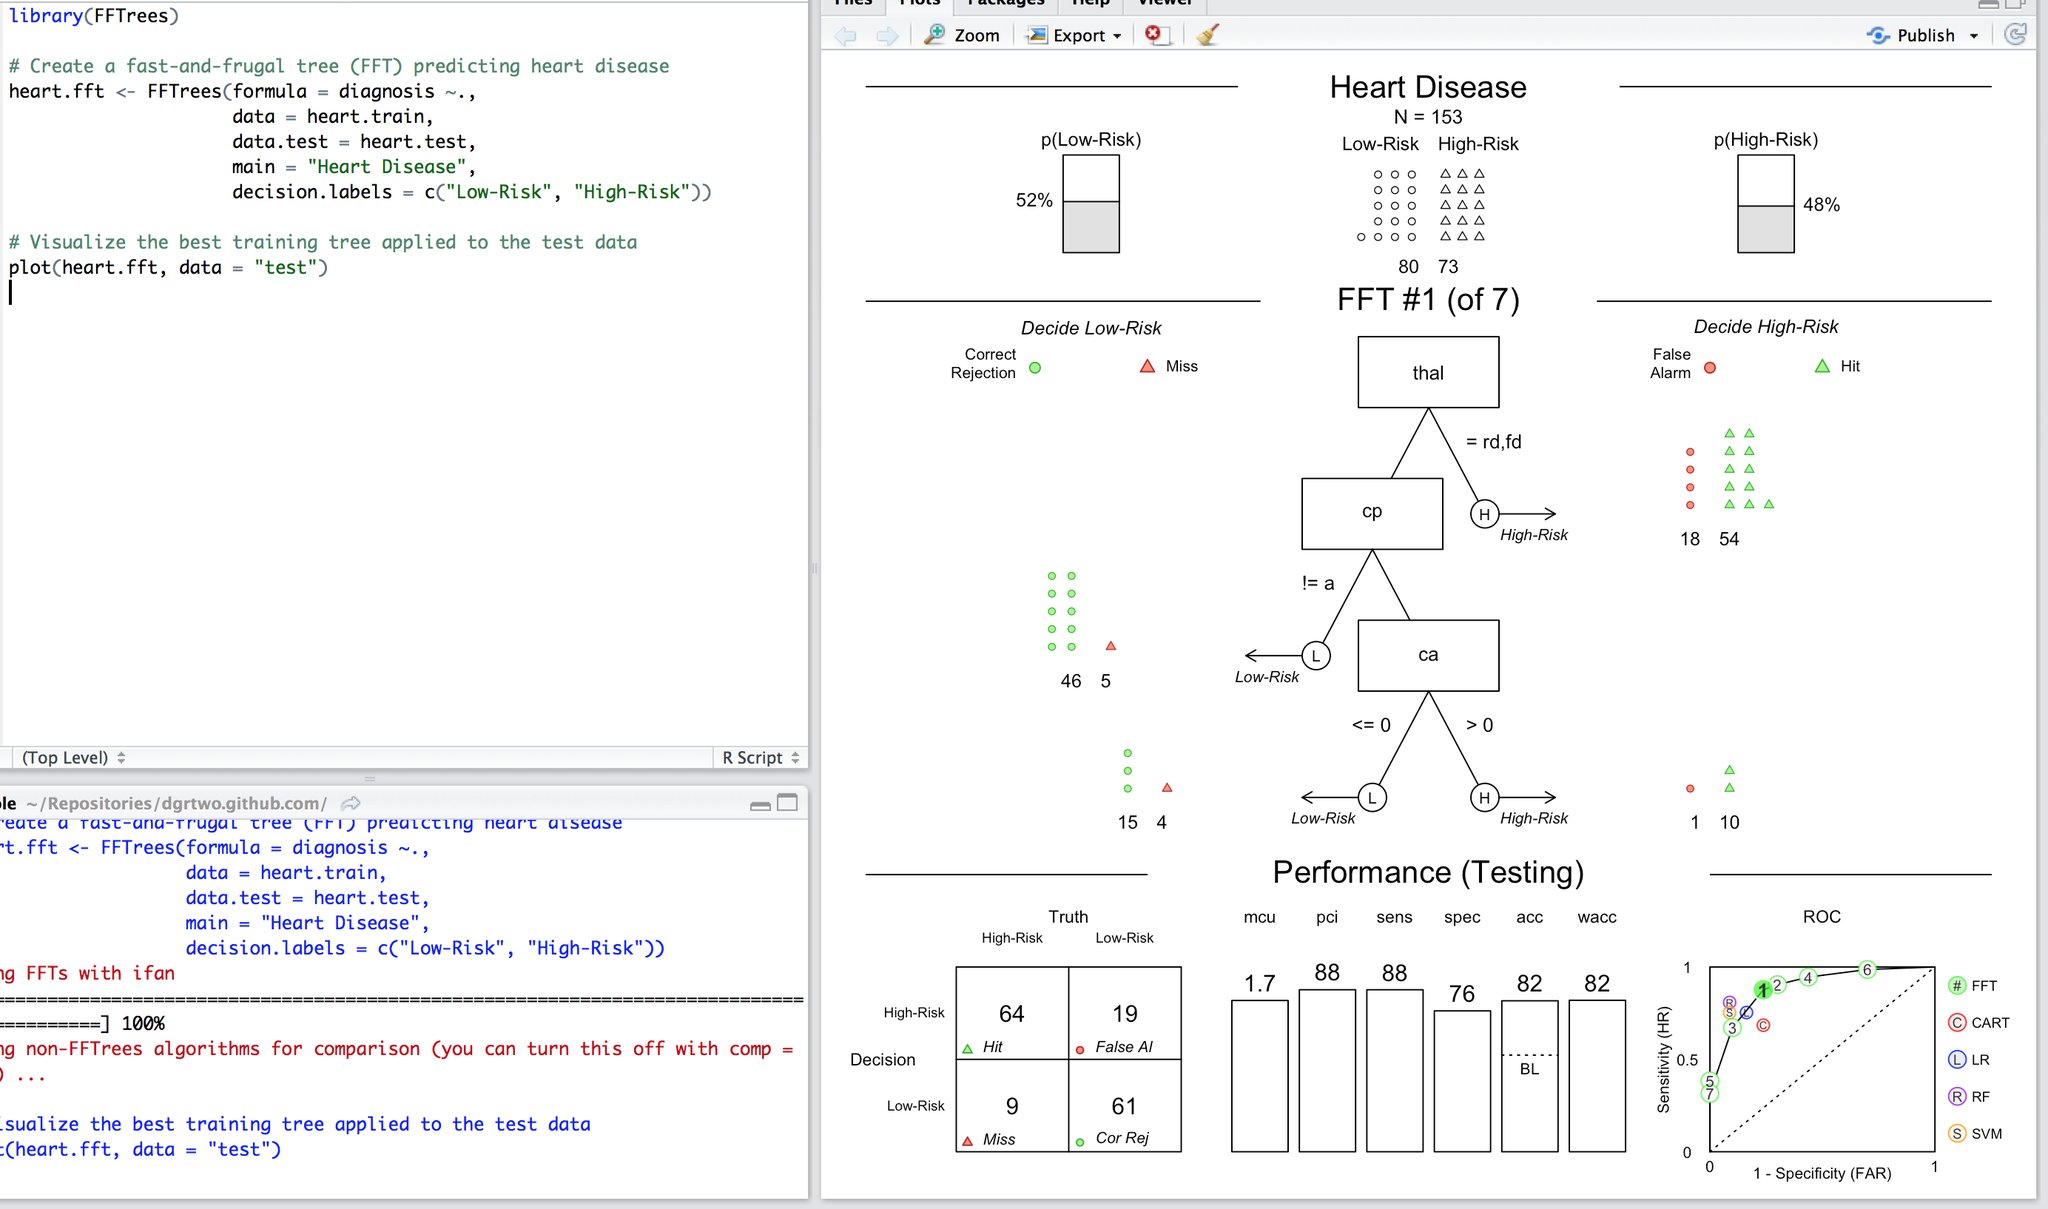 library(FFTrees)
# Create a fast-and-frugal tree (FFT) predicting heart disease
heart.fft <- FFTrees(formula = diagnosis ~.,
data = heart.train,
data.test = heart.test,
main = "Heart Disease",
decision.labels = c("Low-Risk", "High-Risk"))
# Visualize the best training tree applied to the test data
plot(heart.fft, data = "test")
(Top Level)
R Script
~/Repositories/dgrtwo.github.com/
reate a fast-and-frugal tree (FFT) predicting heart disease
rt.fft <- FFTrees(formula = diagnosis ~.,
data = heart.train,
data.test = heart.test,
main = "Heart Disease",
decision.labels = c("Low-Risk", "High-Risk"))
ng FFTs with ifan
==========] 100%
ng non-FFTrees algorithms for comparison (you can turn this off with comp =
) ...
isualize the best training tree applied to the test data
t(heart.fft, data = "test")
Files Plots Packages Help Viewer
Zoom Export Publish
Heart Disease
N = 153
p(Low-Risk)
Low-Risk High-Risk
p(High-Risk)
52%
48%
80 73
FFT #1 (of 7)
Decide Low-Risk
Decide High-Risk
Correct
Rejection
Miss
False
Alarm
Hit
thal
= rd,fd
cp
H
High-Risk
18 54
!= a
L
Low-Risk
ca
46 5
<= 0 > 0
L
Low-Risk
H
High-Risk
15 4
1 10
Performance (Testing)
Truth
High-Risk Low-Risk
Decision
High-Risk
64
Hit
19
False Al
Low-Risk
9
Miss
61
Cor Rej
mcu pci sens spec acc wacc
1.7 88 88 76 82 82
BL
ROC
Sensitivity (HR)
1
0.5
0
0 1
1 - Specificity (FAR)
1 2 3 4 5 6 7
R S L C
# FFT
C CART
L LR
R RF
S SVM